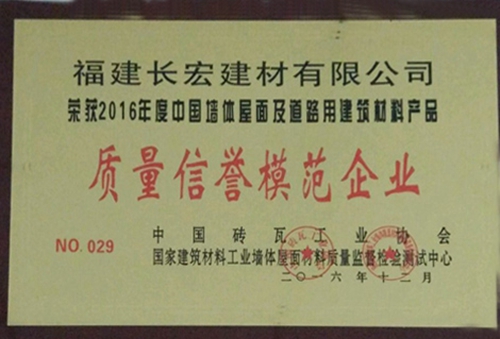 福建长宏建材有限公司
荣获2016年度中国墙体屋面及道路用建筑材料产品
质量信誉模范企业
NO. 029
中国砖瓦工业协会
国家建筑材料工业墙体屋面材料质量监督检验测试中心
二〇一六年十二月